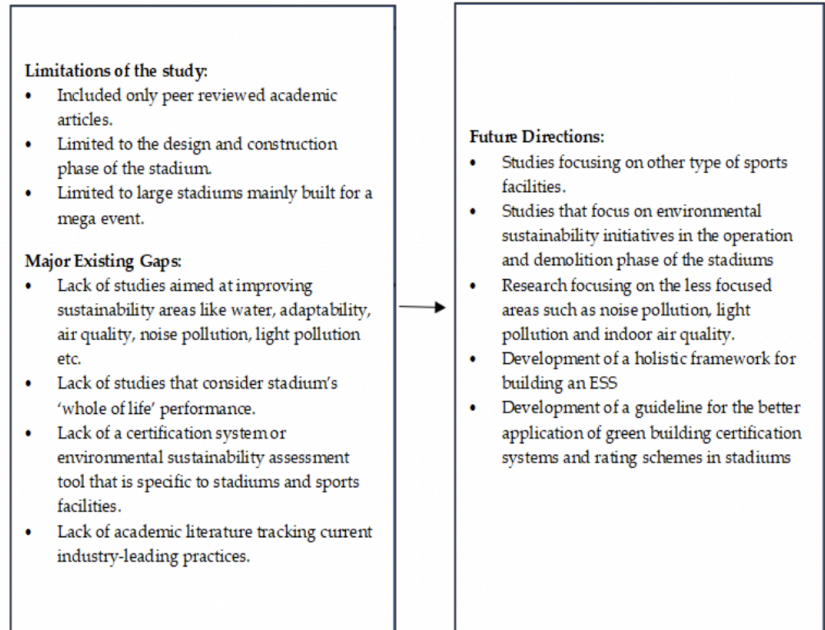 Limitations of the study:
• Included only peer reviewed academic
articles.
• Limited to the design and construction
phase of the stadium.
• Limited to large stadiums mainly built for a
mega event.
Major Existing Gaps:
• Lack of studies aimed at improving
sustainability areas like water, adaptability,
air quality, noise pollution, light pollution
etc.
• Lack of studies that consider stadium's
'whole of life' performance.
• Lack of a certification system or
environmental sustainability assessment
tool that is specific to stadiums and sports
facilities.
• Lack of academic literature tracking current
industry-leading practices.
Future Directions:
• Studies focusing on other type of sports
facilities.
• Studies that focus on environmental
sustainability initiatives in the operation
and demolition phase of the stadiums
• Research focusing on the less focused
areas such as noise pollution, light
pollution and indoor air quality.
• Development of a holistic framework for
building an ESS
• Development of a guideline for the better
application of green building certification
systems and rating schemes in stadiums